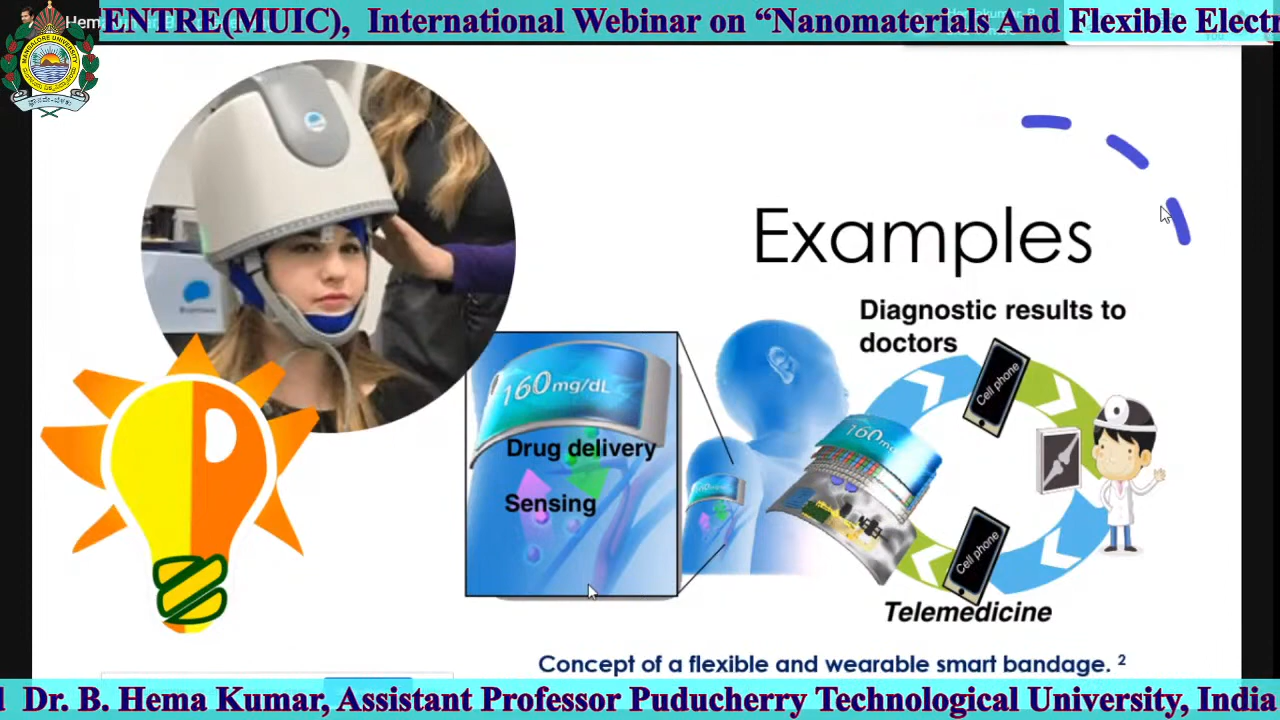 ENTRE(MUIC), International Webinar on “Nanomaterials And Flexible Electr
Examples
Diagnostic results to
doctors
Cell phone
160mg/dL
Drug delivery
Sensing
160mg
Cell phone
Telemedicine
Concept of a flexible and wearable smart bandage. 2
Dr. B. Hema Kumar, Assistant Professor Puducherry Technological University, India